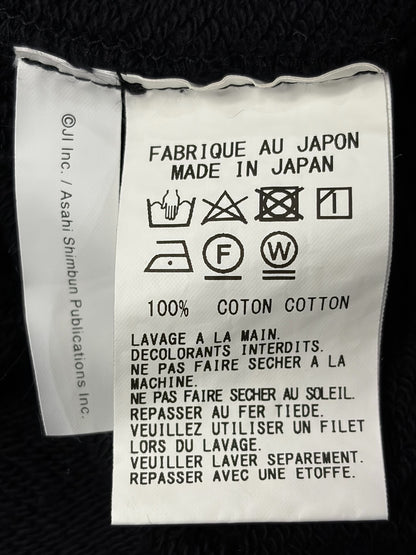 ©JI Inc. / Asahi Shimbun Publications Inc.
FABRIQUE AU JAPON
MADE IN JAPAN
F W
100% COTON COTTON
LAVAGE A LA MAIN.
DECOLORANTS INTERDITS.
NE PAS FAIRE SECHER A LA
MACHINE.
NE PAS FAIRE SECHER AU SOLEIL.
REPASSER AU FER TIEDE.
VEUILLEZ UTILISER UN FILET
LORS DU LAVAGE.
VEUILLER LAVER SEPAREMENT.
REPASSER AVEC UNE ETOFFE.